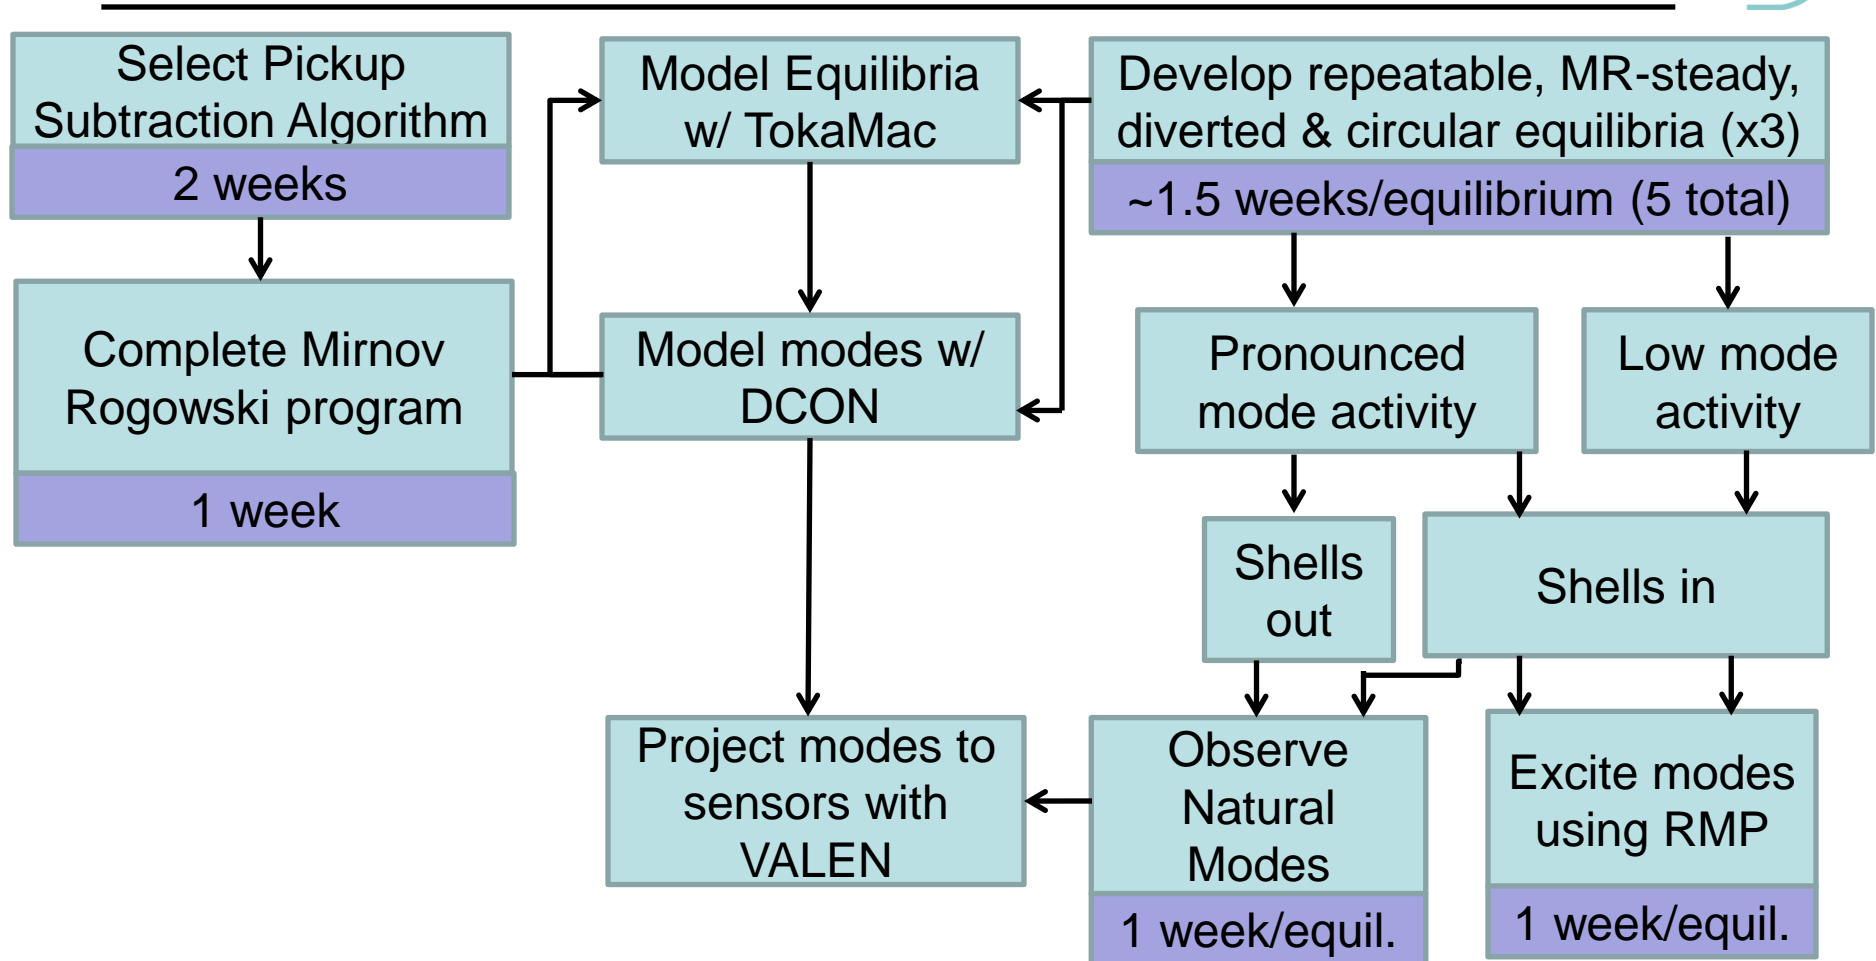 Select Pickup
Subtraction Algorithm
2 weeks
Complete Mirnov
Rogowski program
1 week
Model Equilibria
w/ TokaMac
Model modes w/
DCON
Project modes to
sensors with
VALEN
Develop repeatable, MR-steady,
diverted & circular equilibria (x3)
~1.5 weeks/equilibrium (5 total)
Pronounced
mode activity
Low mode
activity
Shells
out
Shells in
Observe
Natural
Modes
1 week/equil.
Excite modes
using RMP
1 week/equil.